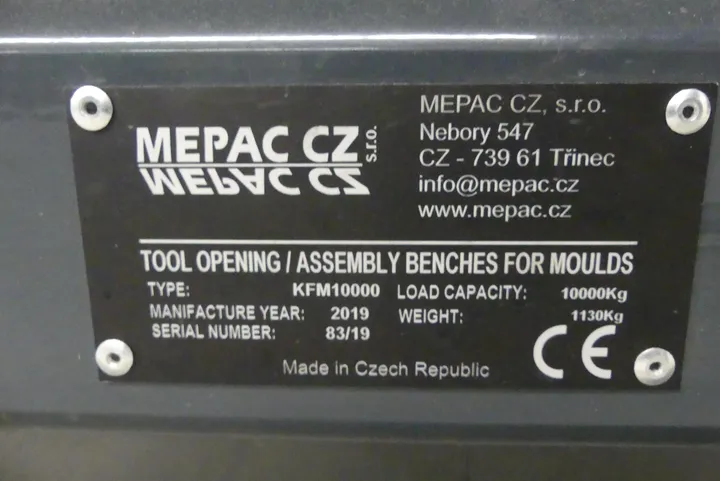 MEPAC CZ s.r.o.
MEPAC CZ
MEPAC CZ, s.r.o.
Nebory 547
CZ - 739 61 Třinec
info@mepac.cz
www.mepac.cz
TOOL OPENING / ASSEMBLY BENCHES FOR MOULDS
TYPE: KFM10000 LOAD CAPACITY: 10000Kg
MANIFACTURE YEAR: 2019 WEIGHT: 1130Kg
SERIAL NUMBER: 83/19
CE
Made in Czech Republic